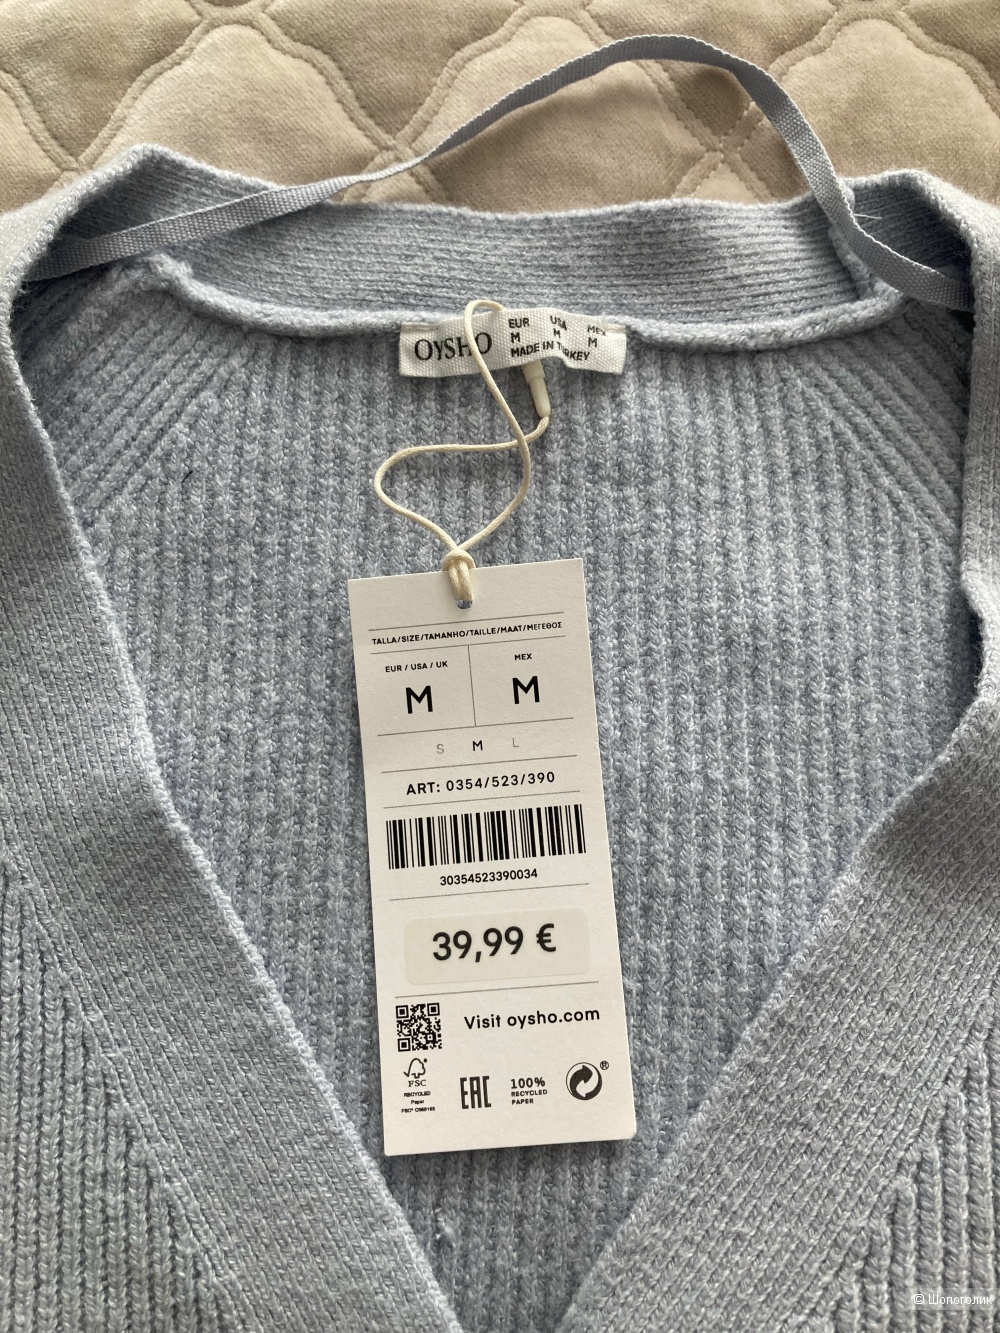 OYSHO
EUR USA MEX
M M M
MADE IN TURKEY
TALLA/SIZE/TAMANHO/TAILLE/MAAT/ΜΕΓΕΘΟΣ
EUR / USA / UK
MEX
M
M
S M L
ART: 0354/523/390
30354523390034
39,99 €
Visit oysho.com
FSC
RECYCLED
Paper
EAC
100%
RECYCLED
PAPER
®
© Шопоголик